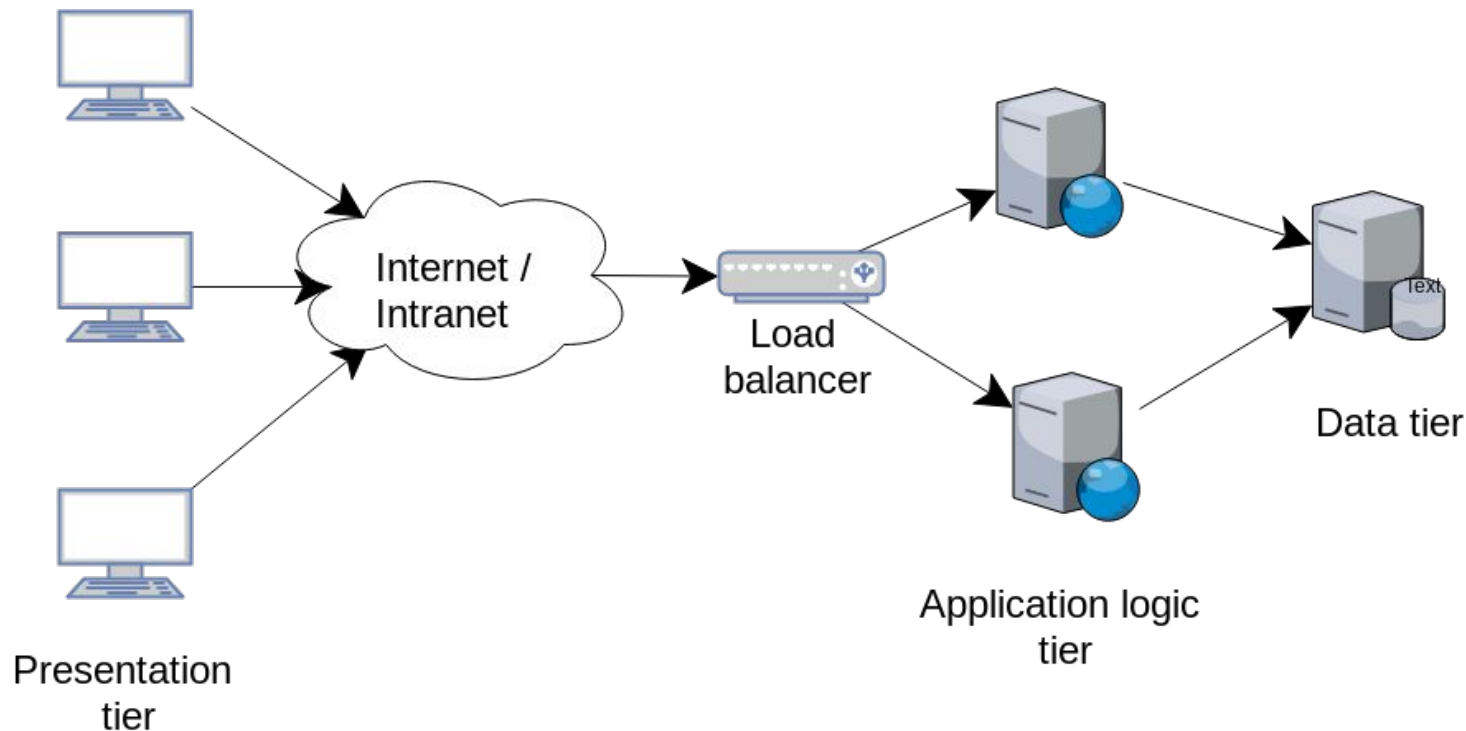 Internet /
Intranet
Load
balancer
Text
Data tier
Application logic
tier
Presentation
tier